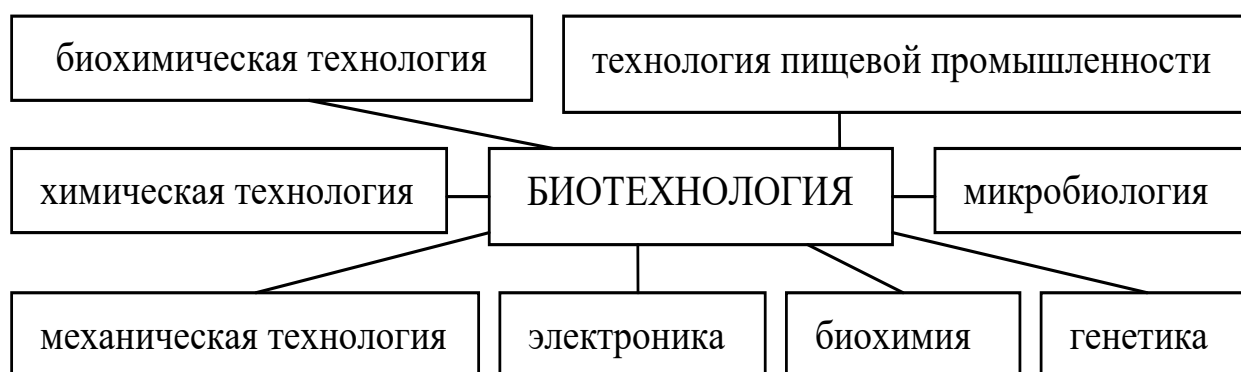 биохимическая технология
технология пищевой промышленности
химическая технология
БИОТЕХНОЛОГИЯ
микробиология
механическая технология
электроника
биохимия
генетика